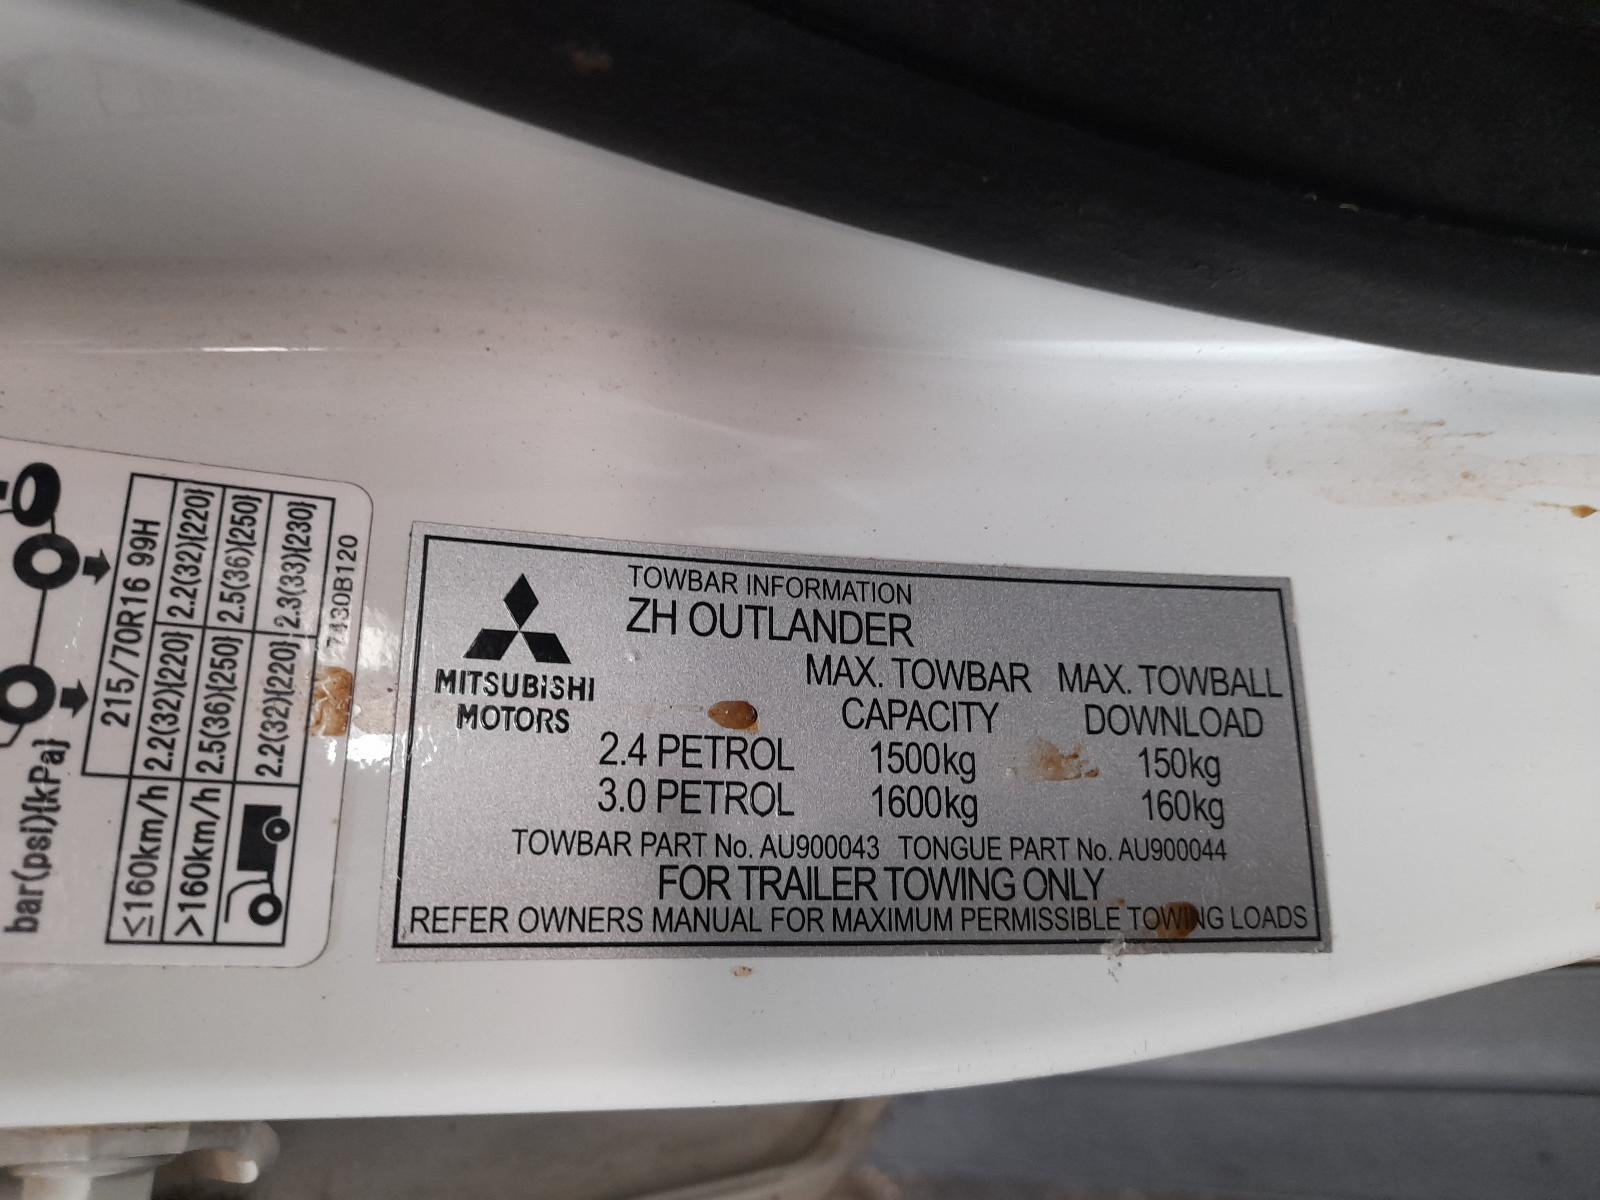 bar(psi){kPa}
215/70R16 99H
≤160km/h 2.2(32){220} 2.2(32){220}
>160km/h 2.5(36){250} 2.5(36){250}
2.2(32){220} 2.3(33){230}
7430B120
MITSUBISHI
MOTORS
TOWBAR INFORMATION
ZH OUTLANDER
MAX. TOWBAR MAX. TOWBALL
CAPACITY DOWNLOAD
2.4 PETROL 1500kg 150kg
3.0 PETROL 1600kg 160kg
TOWBAR PART No. AU900043 TONGUE PART No. AU900044
FOR TRAILER TOWING ONLY
REFER OWNERS MANUAL FOR MAXIMUM PERMISSIBLE TOWING LOADS